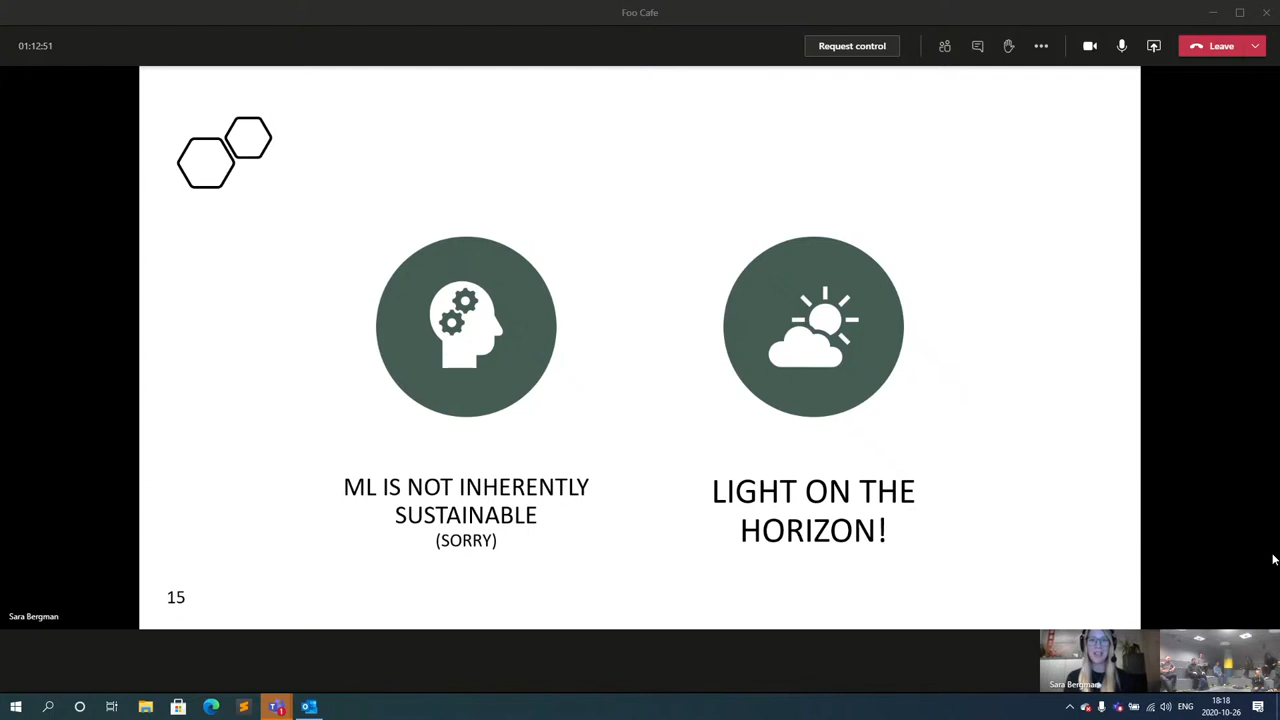 Foo Cafe
01:12:51
Request control
Leave
ML IS NOT INHERENTLY
SUSTAINABLE
(SORRY)
LIGHT ON THE
HORIZON!
15
Sara Bergman
Sara Bergman
ENG
18:18
2020-10-26